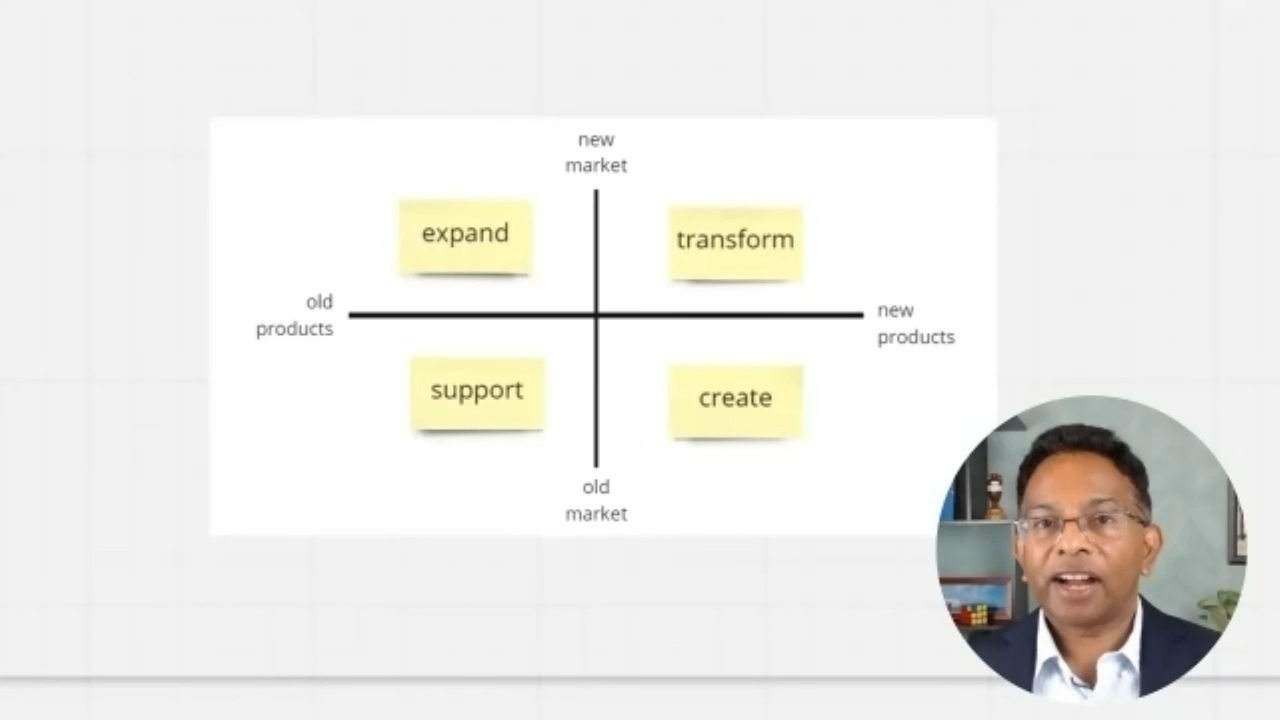 new
market
expand
transform
old
products
new
products
support
create
old
market